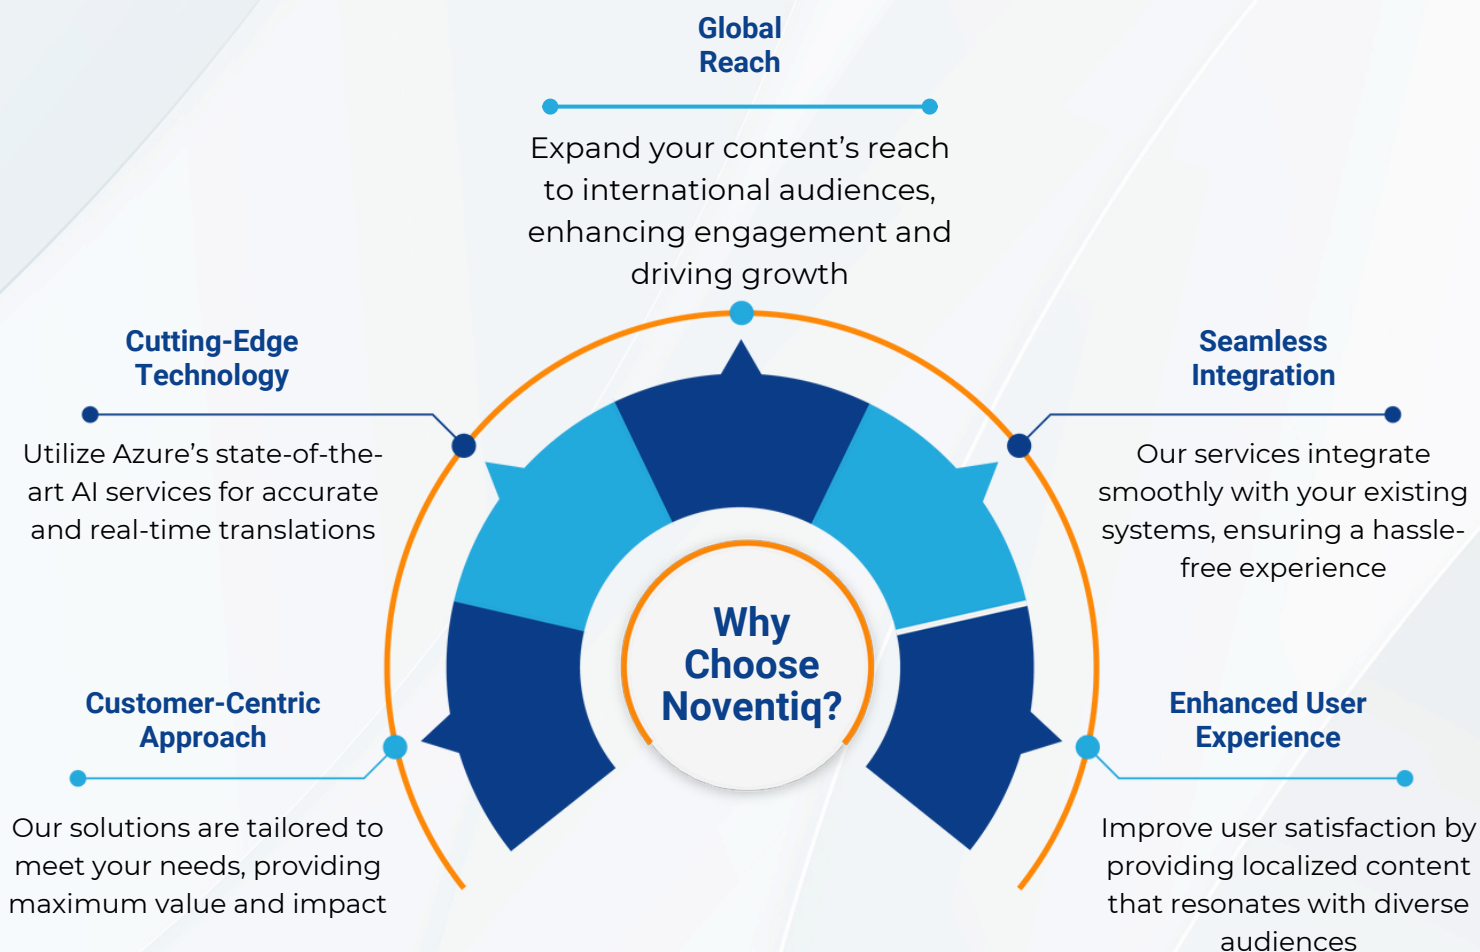 Global
Reach
Expand your content’s reach
to international audiences,
enhancing engagement and
driving growth
Cutting-Edge
Technology
Utilize Azure’s state-of-the-
art AI services for accurate
and real-time translations
Seamless
Integration
Our services integrate
smoothly with your existing
systems, ensuring a hassle-
free experience
Why
Choose
Noventiq?
Customer-Centric
Approach
Our solutions are tailored to
meet your needs, providing
maximum value and impact
Enhanced User
Experience
Improve user satisfaction by
providing localized content
that resonates with diverse
audiences